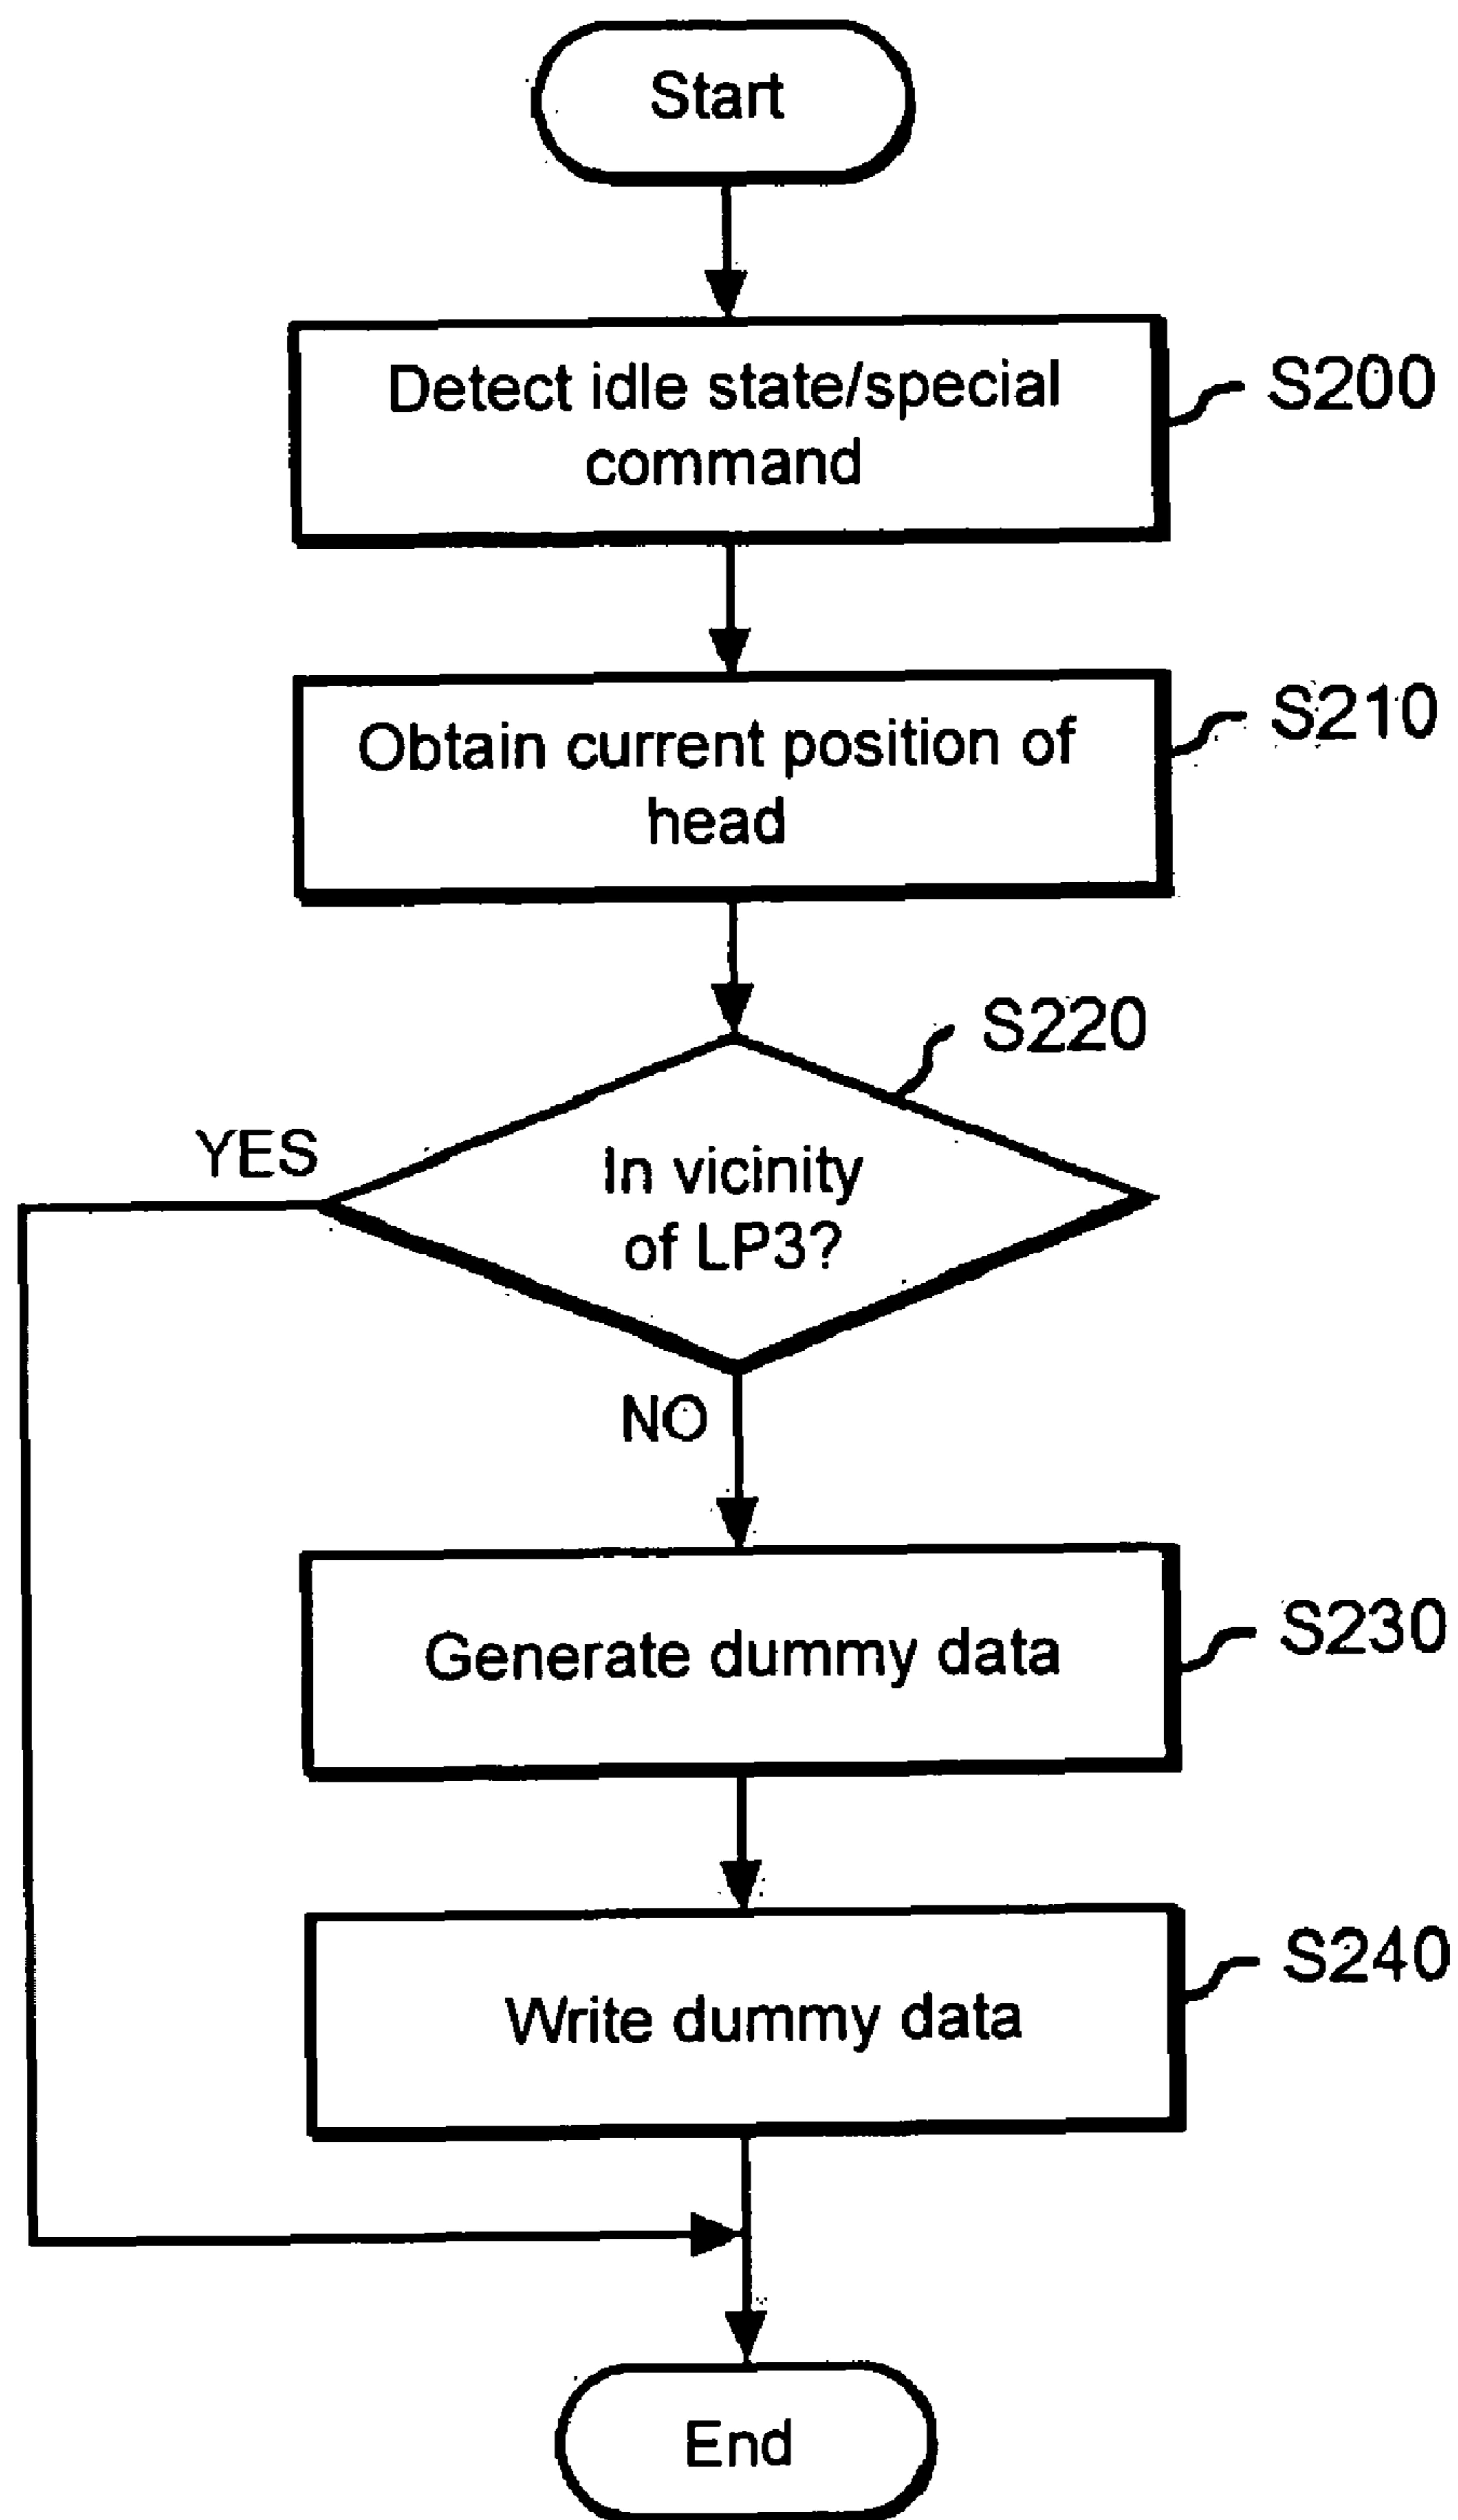 Start
Detect idle state/special
command
S200
Obtain current position of
head
S210
S220
YES
In vicinity
of LP3?
NO
Generate dummy data
S230
Write dummy data
S240
End